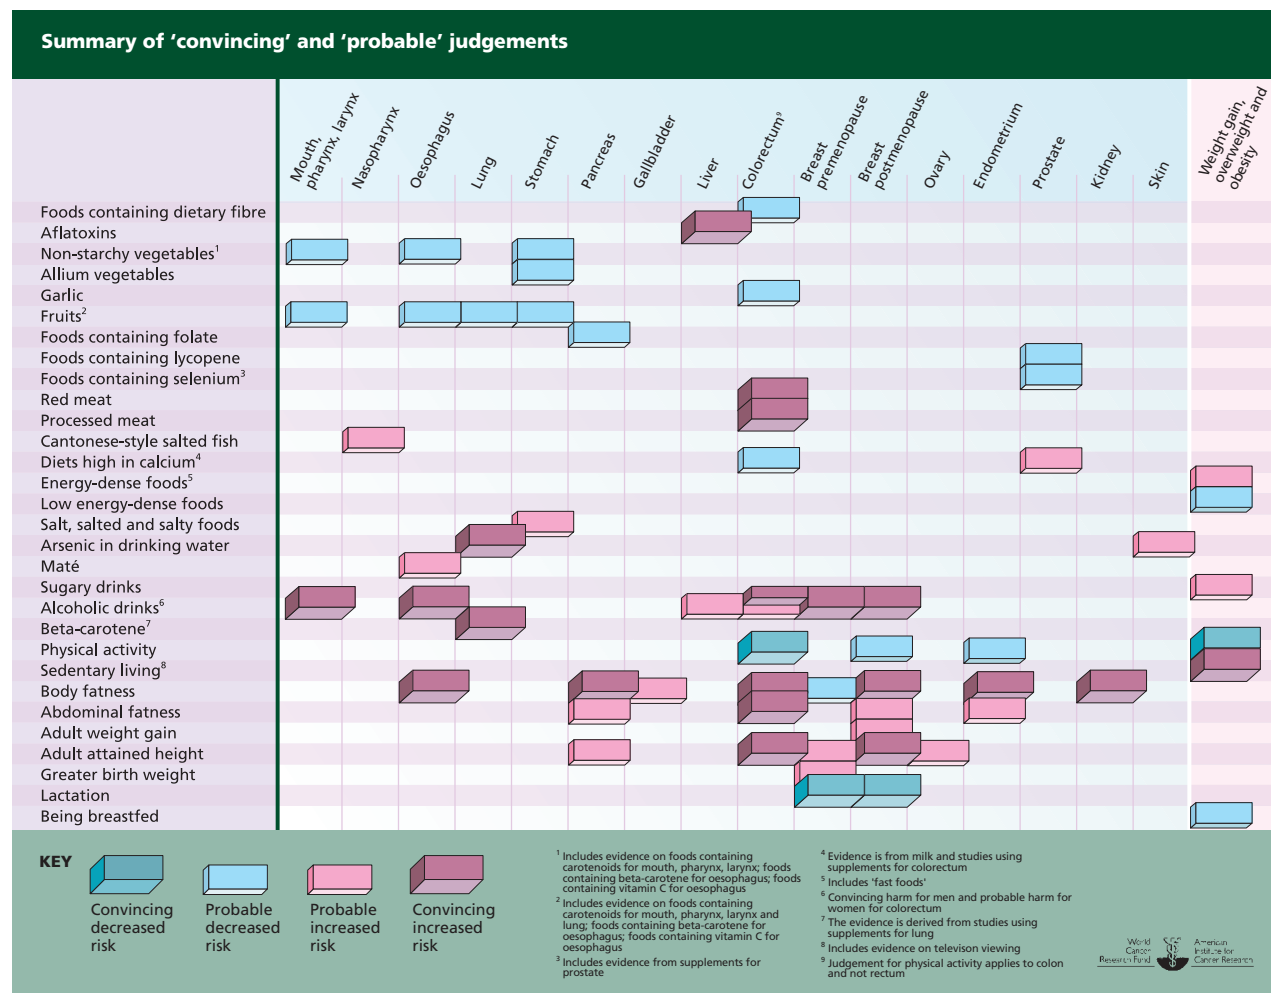 Summary of ‘convincing’ and ‘probable’ judgements
Mouth,
pharynx, larynx
Nasopharynx
Oesophagus
Lung
Stomach
Pancreas
Gallbladder
Liver
Colorectum⁹
Breast
premenopause
Breast
postmenopause
Ovary
Endometrium
Prostate
Kidney
Skin
Weight gain,
overweight and
obesity
Foods containing dietary fibre
Aflatoxins
Non-starchy vegetables¹
Allium vegetables
Garlic
Fruits²
Foods containing folate
Foods containing lycopene
Foods containing selenium³
Red meat
Processed meat
Cantonese-style salted fish
Diets high in calcium⁴
Energy-dense foods⁵
Low energy-dense foods
Salt, salted and salty foods
Arsenic in drinking water
Maté
Sugary drinks
Alcoholic drinks⁶
Beta-carotene⁷
Physical activity
Sedentary living⁸
Body fatness
Abdominal fatness
Adult weight gain
Adult attained height
Greater birth weight
Lactation
Being breastfed
KEY
Convincing
decreased
risk
Probable
decreased
risk
Probable
increased
risk
Convincing
increased
risk
¹ Includes evidence on foods containing
carotenoids for mouth, pharynx, larynx; foods
containing beta-carotene for oesophagus; foods
containing vitamin C for oesophagus
² Includes evidence on foods containing
carotenoids for mouth, pharynx, larynx and
lung; foods containing beta-carotene for
oesophagus; foods containing vitamin C for
oesophagus
³ Includes evidence from supplements for
prostate
⁴ Evidence is from milk and studies using
supplements for colorectum
⁵ Includes 'fast foods'
⁶ Convincing harm for men and probable harm for
women for colorectum
⁷ The evidence is derived from studies using
supplements for lung
⁸ Includes evidence on televison viewing
⁹ Judgement for physical activity applies to colon
and not rectum
World
Cancer
Research Fund
American
Institute for
Cancer Research